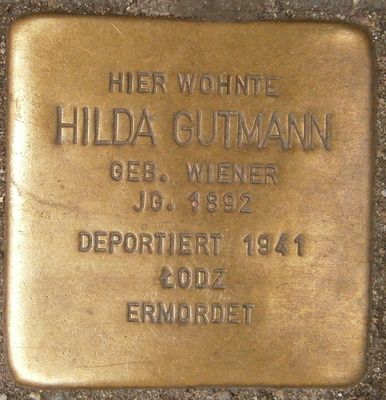 HIER WOHNTE
HILDA GUTMANN
GEB. WIENER
JG. 1892
DEPORTIERT 1941
ŁODZ
ERMORDET